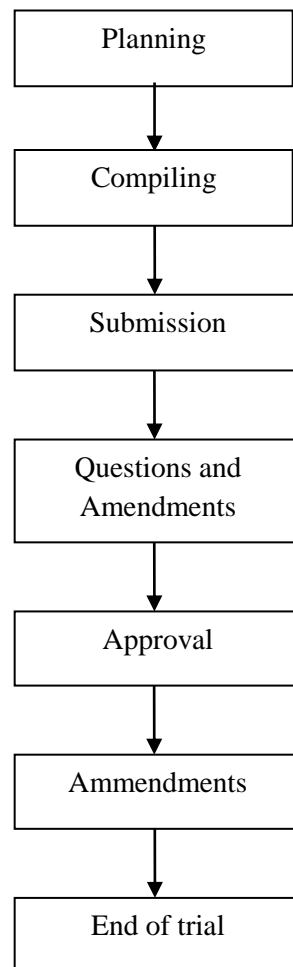 Planning
Compiling
Submission
Questions and
Amendments
Approval
Ammendments
End of trial